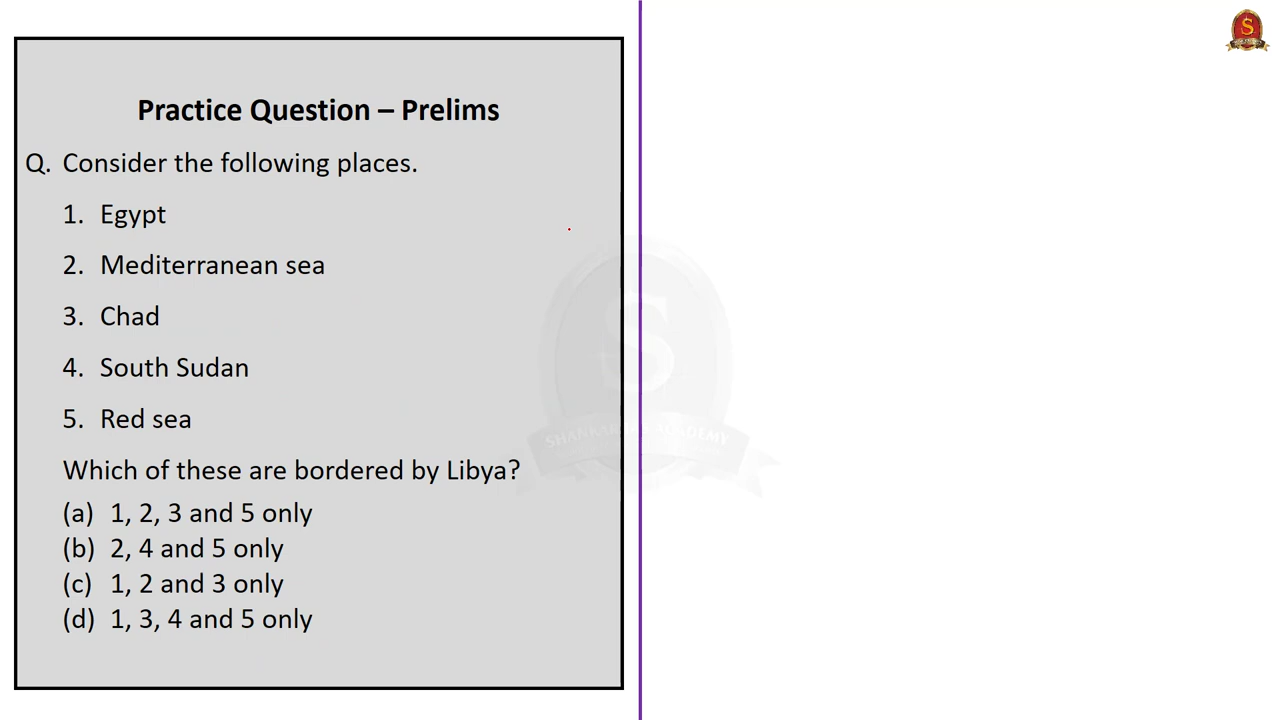 Practice Question – Prelims
Q. Consider the following places.
1. Egypt
2. Mediterranean sea
3. Chad
4. South Sudan
5. Red sea
Which of these are bordered by Libya?
(a) 1, 2, 3 and 5 only
(b) 2, 4 and 5 only
(c) 1, 2 and 3 only
(d) 1, 3, 4 and 5 only
S
S